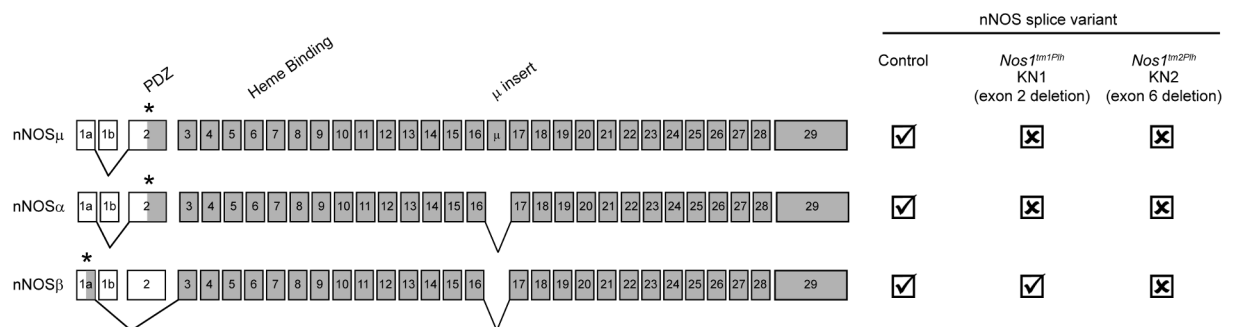 nNOS splice variant
Control
Nos1tm1Plh
KN1
(exon 2 deletion)
Nos1tm2Plh
KN2
(exon 6 deletion)
PDZ
Heme Binding
μ insert
*
nNOSμ 1a 1b 2 3 4 5 6 7 8 9 10 11 12 13 14 15 16 μ 17 18 19 20 21 22 23 24 25 26 27 28 29
*
nNOSα 1a 1b 2 3 4 5 6 7 8 9 10 11 12 13 14 15 16 17 18 19 20 21 22 23 24 25 26 27 28 29
*
nNOSβ 1a 1b 2 3 4 5 6 7 8 9 10 11 12 13 14 15 16 17 18 19 20 21 22 23 24 25 26 27 28 29